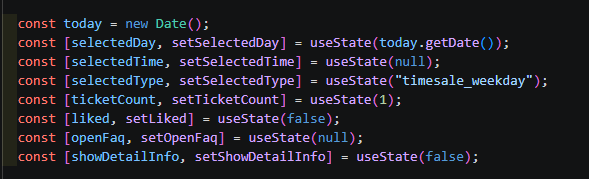 const today = new Date();
const [selectedDay, setSelectedDay] = useState(today.getDate());
const [selectedTime, setSelectedTime] = useState(null);
const [selectedType, setSelectedType] = useState("timesale_weekday");
const [ticketCount, setTicketCount] = useState(1);
const [liked, setLiked] = useState(false);
const [openFaq, setOpenFaq] = useState(null);
const [showDetailInfo, setShowDetailInfo] = useState(false);